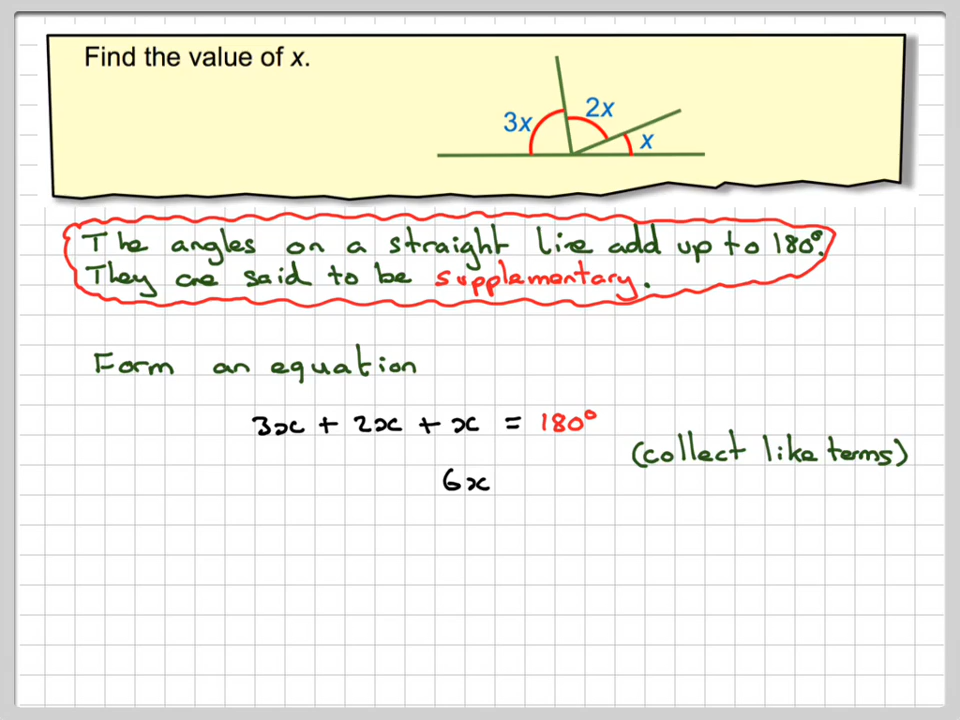 Find the value of x.
3x
2x
x
The angles on a straight line add up to 180°.
They are said to be supplementary.
Form an equation
3x + 2x + x = 180°
(collect like terms)
6x